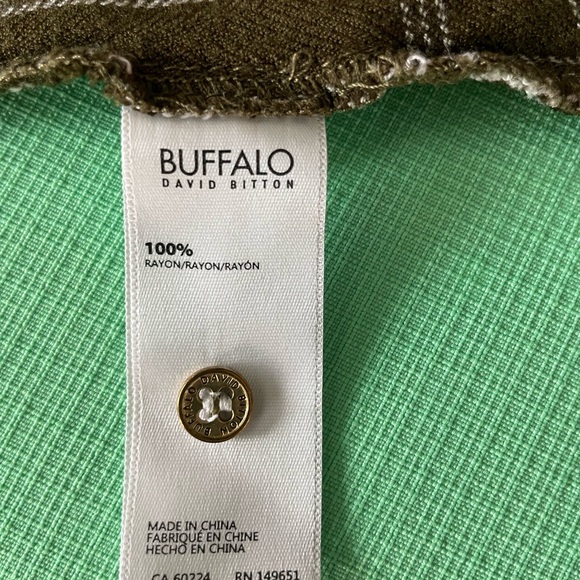 BUFFALO
DAVID BITTON
100%
RAYON/RAYON/RAYÓN
BUFFALO DAVID BITTON
MADE IN CHINA
FABRIQUÉ EN CHINE
HECHO EN CHINA
CA 60224 RN 149651